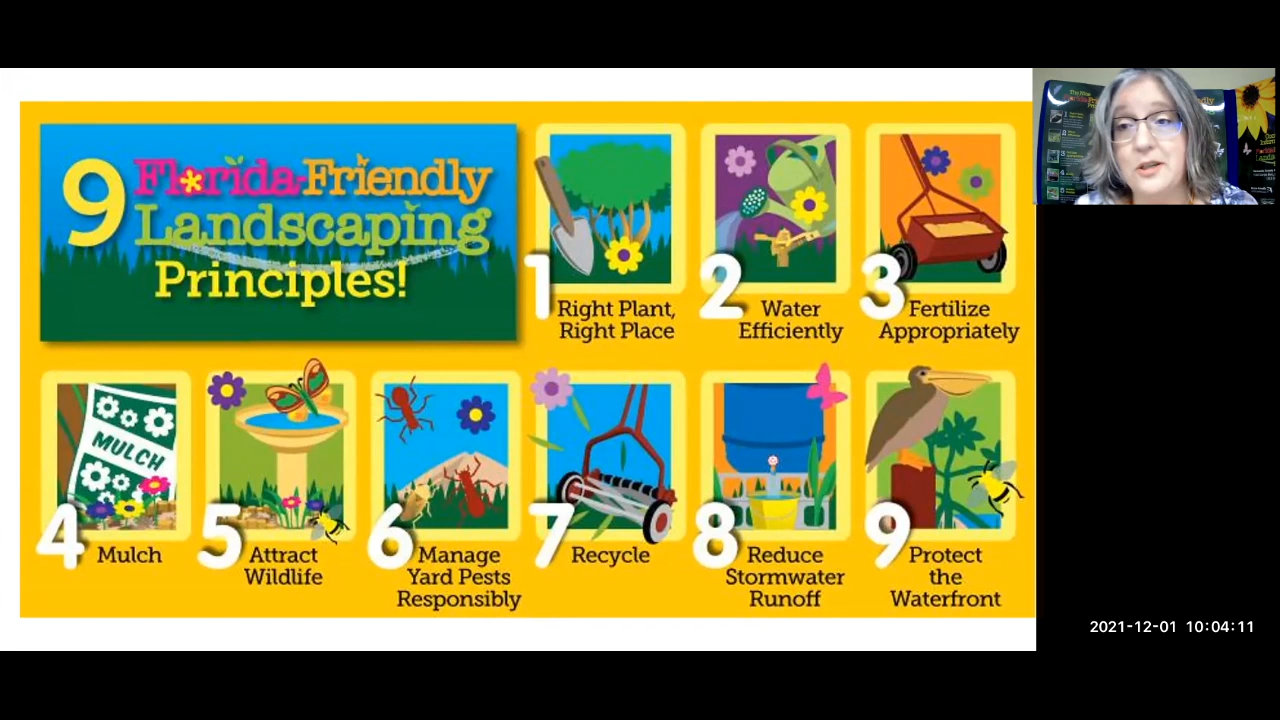 9 Florida-Friendly
Landscaping
Principles!
1 Right Plant,
Right Place
2 Water
Efficiently
3 Fertilize
Appropriately
MULCH
4 Mulch
5 Attract
Wildlife
6 Manage
Yard Pests
Responsibly
7 Recycle
8 Reduce
Stormwater
Runoff
9 Protect
the
Waterfront
2021-12-01 10:04:11